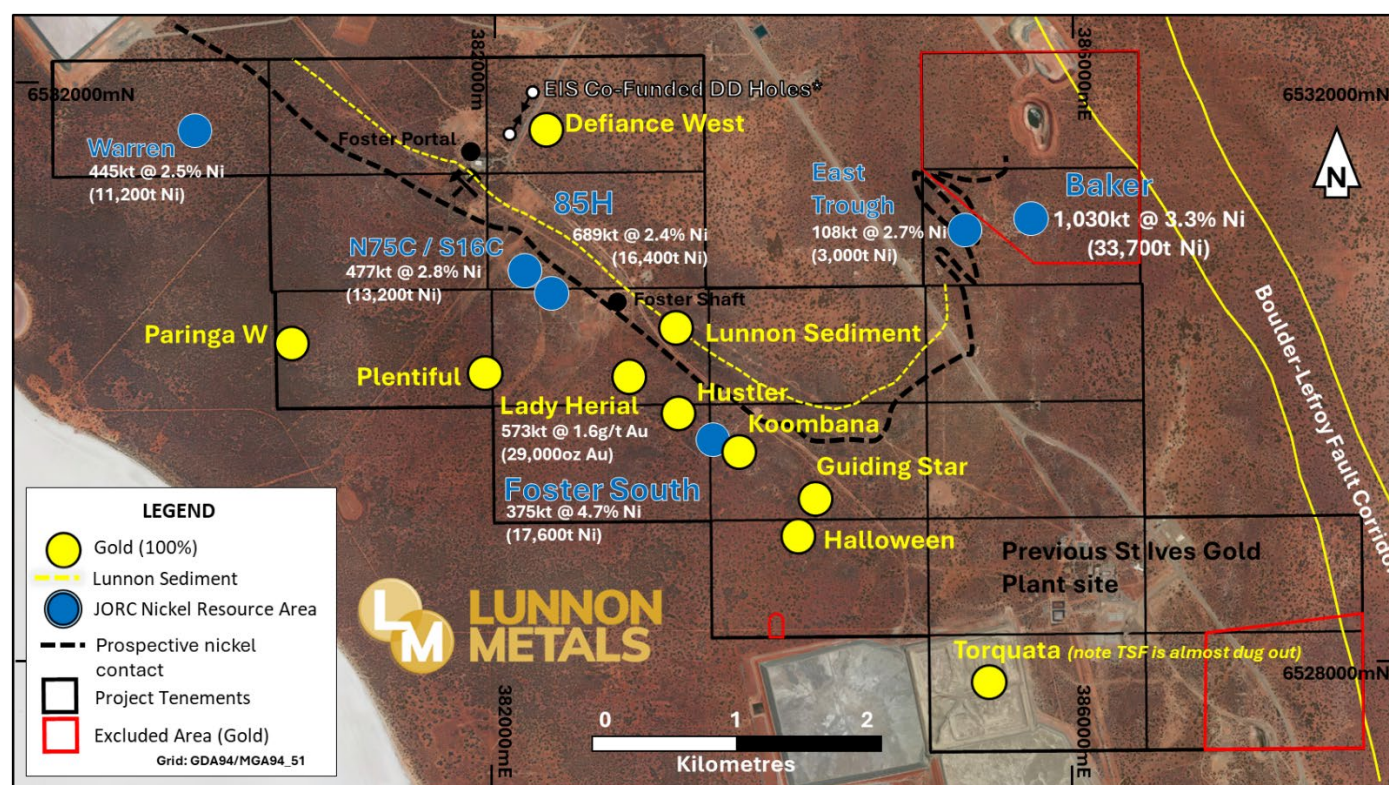 382000mE
385000mE
6532000mN
6532000mN
EIS Co-Funded DD Holes*
Defiance West
Foster Portal
Warren
445kt @ 2.5% Ni
(11,200t Ni)
85H
689kt @ 2.4% Ni
(16,400t Ni)
East
Trough
108kt @ 2.7% Ni
(3,000t Ni)
Baker
1,030kt @ 3.3% Ni
(33,700t Ni)
N
N75C / S16C
477kt @ 2.8% Ni
(13,200t Ni)
Foster Shaft
Boulder-Lefroy Fault Corridor
Paringa W
Lunnon Sediment
Plentiful
Lady Herial
573kt @ 1.6g/t Au
(29,000oz Au)
Hustler
Koombana
Guiding Star
Foster South
375kt @ 4.7% Ni
(17,600t Ni)
Halloween
Previous St Ives Gold
Plant site
Torquata (note TSF is almost dug out)
6528000mN
LEGEND
Gold (100%)
Lunnon Sediment
JORC Nickel Resource Area
Prospective nickel
contact
Project Tenements
Excluded Area (Gold)
Grid: GDA94/MGA94_51
L
M
LUNNON
METALS
382000mE
386000mE
0 1 2
Kilometres